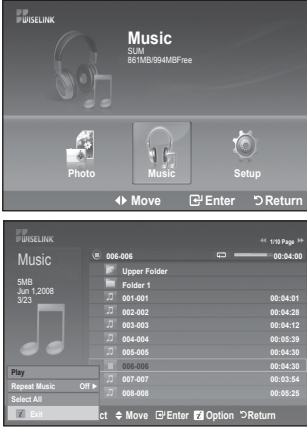 WISELINK
Music
SUM
861MB/994MBFree
Photo
Music
Setup
Move
Enter
Return
WISELINK
1/10 Page
Music
006-006
00:04:00
5MB
Jun 1,2008
3/23
Upper Folder
Folder 1
001-001 00:04:01
002-002 00:04:28
003-003 00:04:12
004-004 00:05:39
005-005 00:04:30
006-006 00:04:30
007-007 00:03:54
008-008 00:05:25
Play
Repeat Music Off ►
Select All
Exit
ct Move Enter Option Return